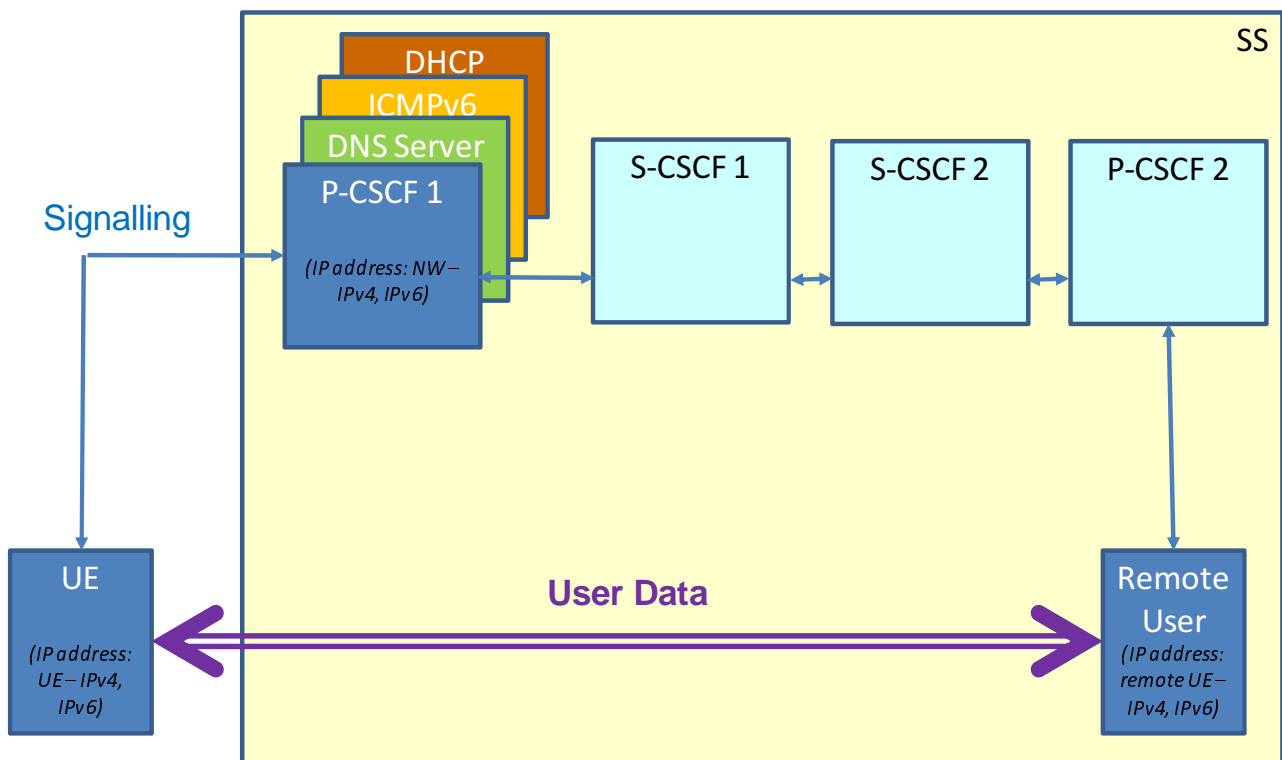 SS
DHCP
ICMPv6
DNS Server
P-CSCF 1
(IP address: NW –
IPv4, IPv6)
S-CSCF 1
S-CSCF 2
P-CSCF 2
Signalling
UE
(IP address:
UE – IPv4,
IPv6)
User Data
Remote
User
(IP address:
remote UE –
IPv4, IPv6)